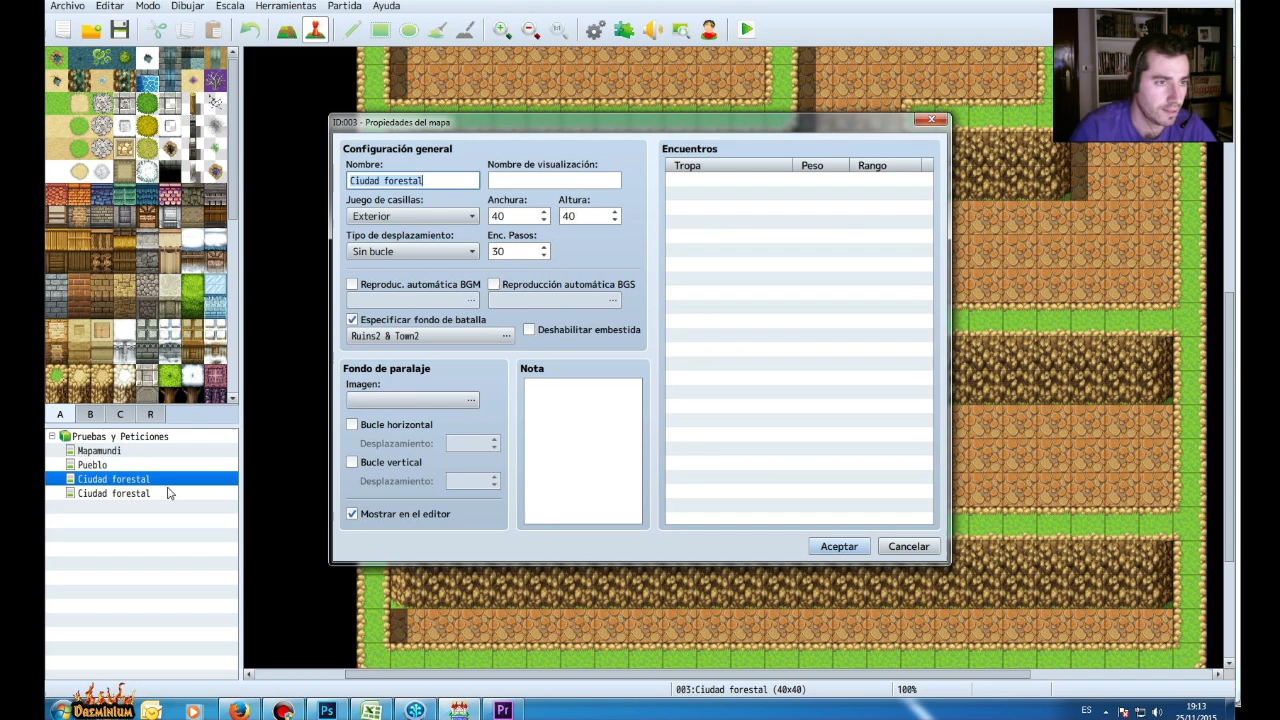 Archivo Editar Modo Dibujar Escala Herramientas Partida Ayuda
ID:003 - Propiedades del mapa
Configuración general
Nombre: Nombre de visualización:
Ciudad forestal
Juego de casillas: Anchura: Altura:
Exterior 40 40
Tipo de desplazamiento: Enc. Pasos:
Sin bucle 30
Reproduc. automática BGM Reproducción automática BGS
Especificar fondo de batalla
Ruins2 & Town2 Deshabilitar embestida
Fondo de paralaje
Imagen:
Bucle horizontal
Desplazamiento:
Bucle vertical
Desplazamiento:
Mostrar en el editor
Nota
Encuentros
Tropa Peso Rango
Aceptar Cancelar
A B C R
Pruebas y Peticiones
Mapamundi
Pueblo
Ciudad forestal
Ciudad forestal
003:Ciudad forestal (40x40) 100%
DAEMINIUM
Ps
Pr
ES
19:13
25/11/2015